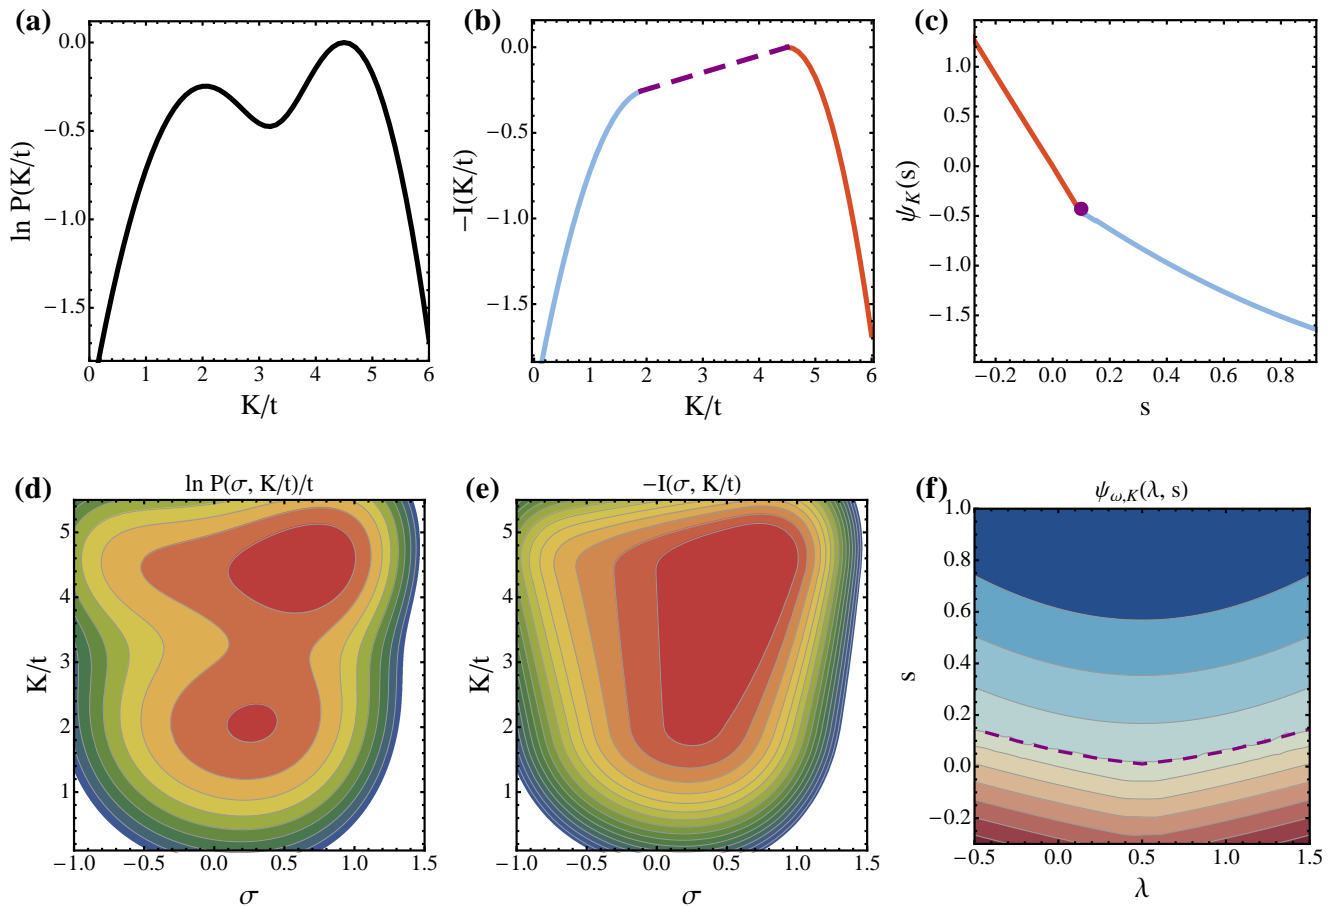 (a)
0.0
−0.5
−1.0
−1.5
ln P(K/t)
0 1 2 3 4 5 6
K/t
(b)
0.0
−0.5
−1.0
−1.5
−I(K/t)
0 1 2 3 4 5 6
K/t
(c)
1.0
0.5
0.0
−0.5
−1.0
−1.5
ψK(s)
−0.2 0.0 0.2 0.4 0.6 0.8
s
(d)
ln P(σ, K/t)/t
5
4
3
2
1
K/t
−1.0 −0.5 0.0 0.5 1.0 1.5
σ
(e)
−I(σ, K/t)
5
4
3
2
1
K/t
−1.0 −0.5 0.0 0.5 1.0 1.5
σ
(f)
ψω,K(λ, s)
1.0
0.8
0.6
0.4
0.2
0.0
−0.2
s
−0.5 0.0 0.5 1.0 1.5
λ